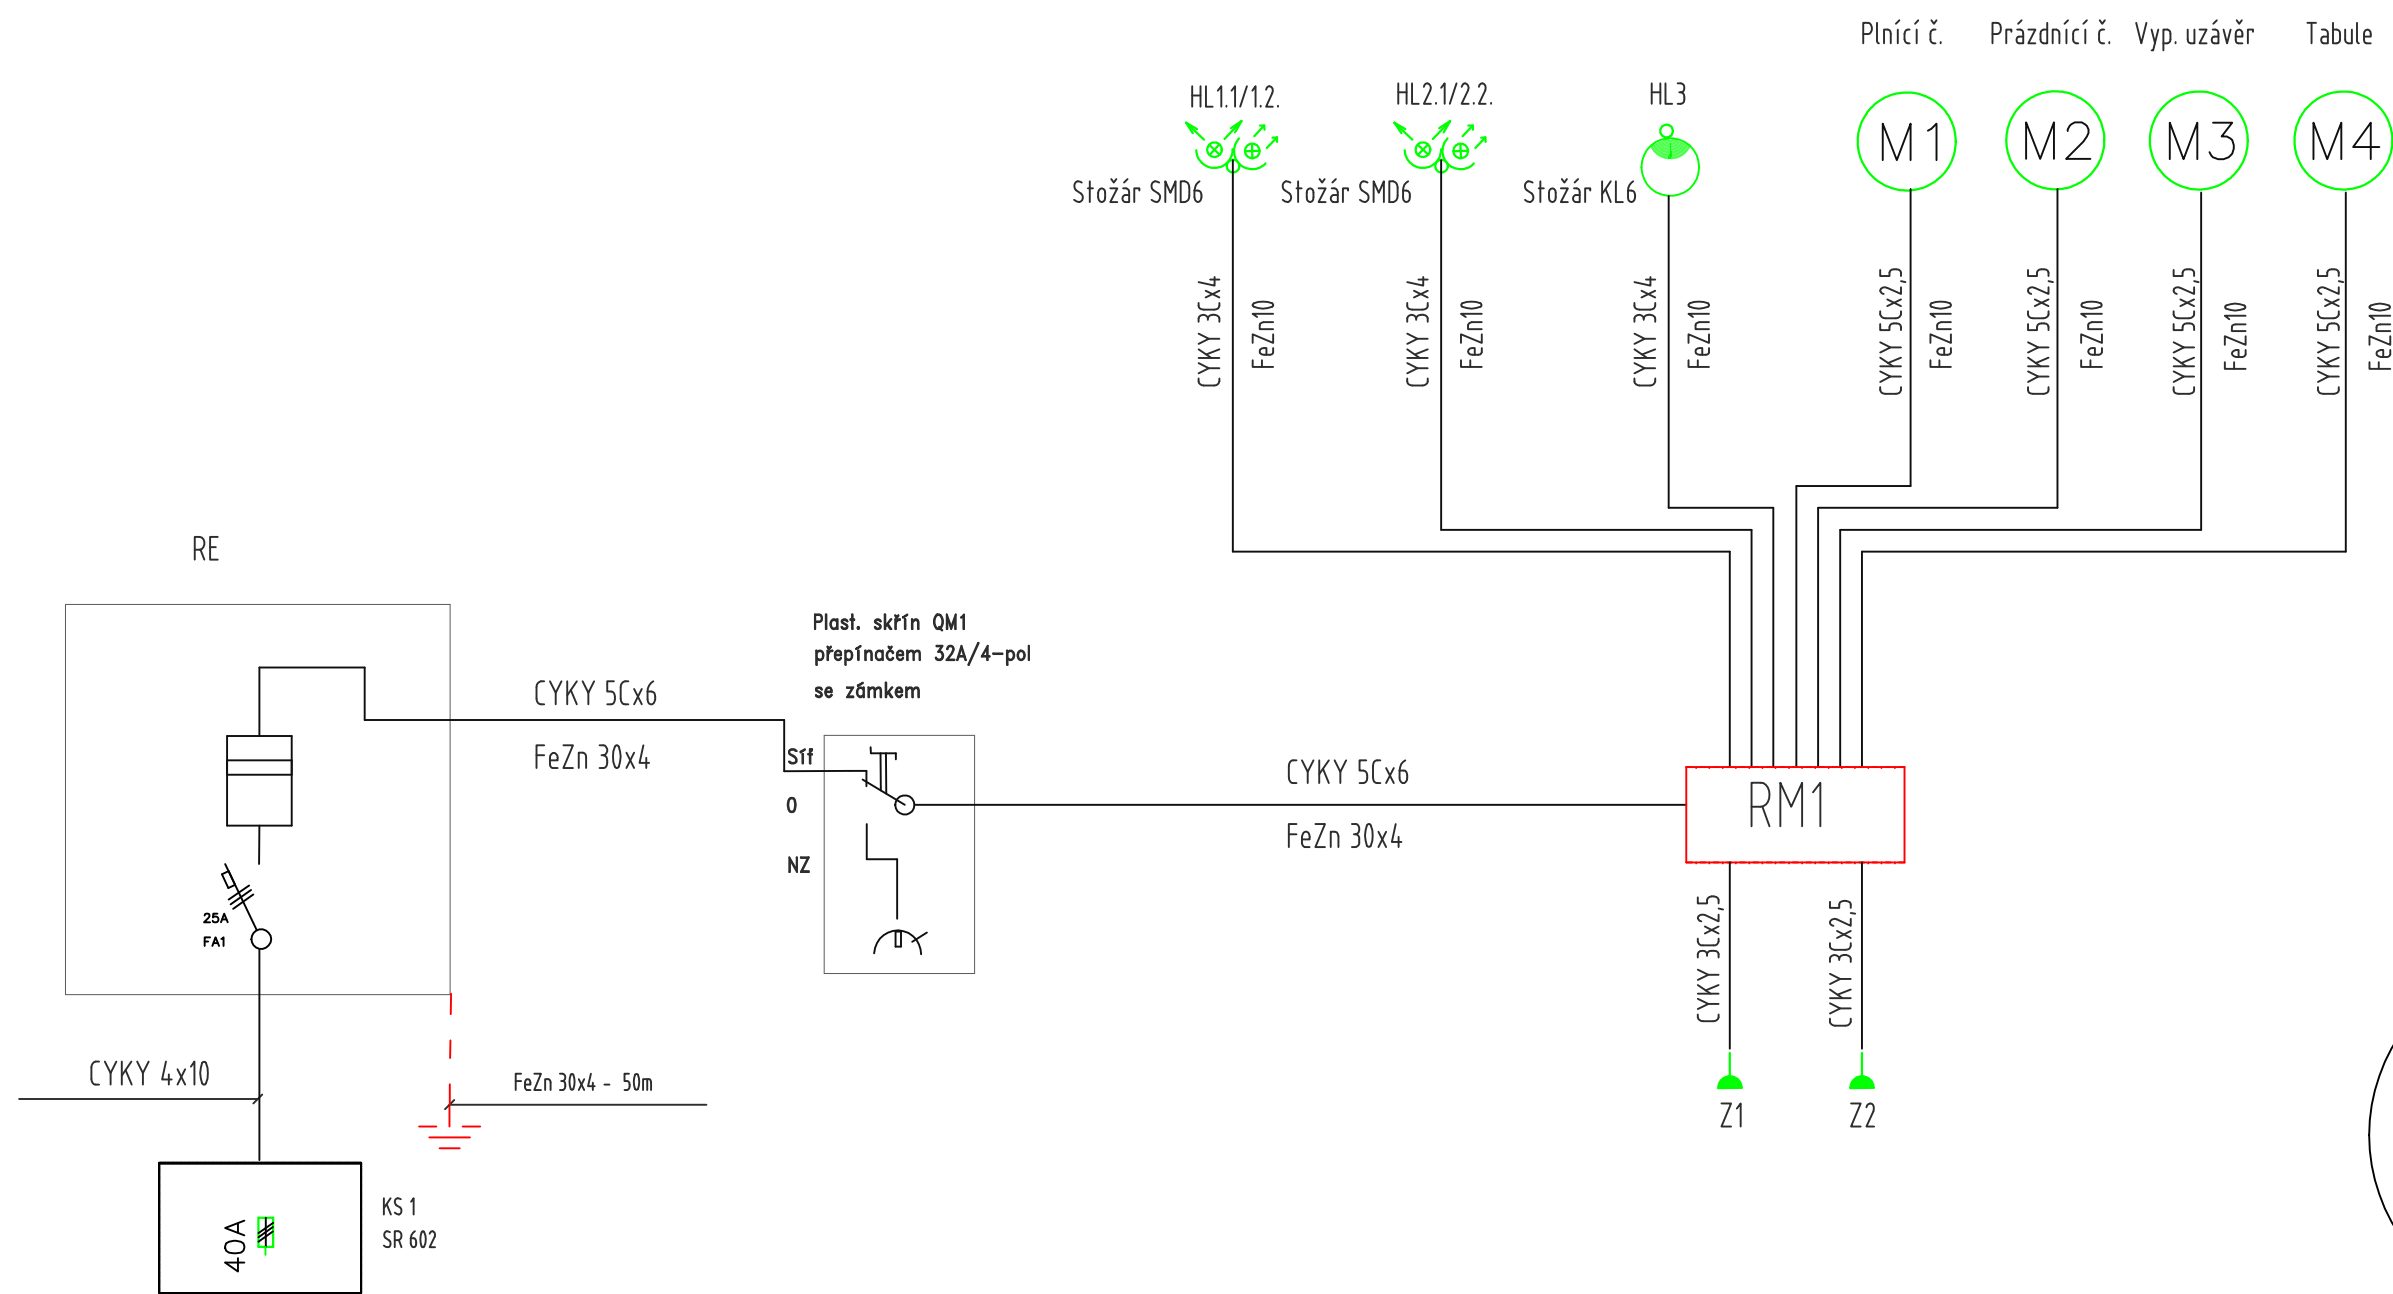 Plnící č.
Prázdnící č.
Vyp. uzávěr
Tabule
HL1.1/1.2.
HL2.1/2.2.
HL3
M1
M2
M3
M4
Stožár SMD6
Stožár SMD6
Stožár KL6
CYKY 3Cx4
FeZn10
CYKY 3Cx4
FeZn10
CYKY 3Cx4
FeZn10
CYKY 5Cx2,5
FeZn10
CYKY 5Cx2,5
FeZn10
CYKY 5Cx2,5
FeZn10
CYKY 5Cx2,5
FeZn10
RE
Plast. skřín QM1
přepínačem 32A/4-pol
se zámkem
CYKY 5Cx6
FeZn 30x4
Síť
0
NZ
CYKY 5Cx6
FeZn 30x4
RM1
25A
FA1
CYKY 3Cx2,5
CYKY 3Cx2,5
CYKY 4x10
FeZn 30x4 - 50m
Z1
Z2
40A
KS 1
SR 602